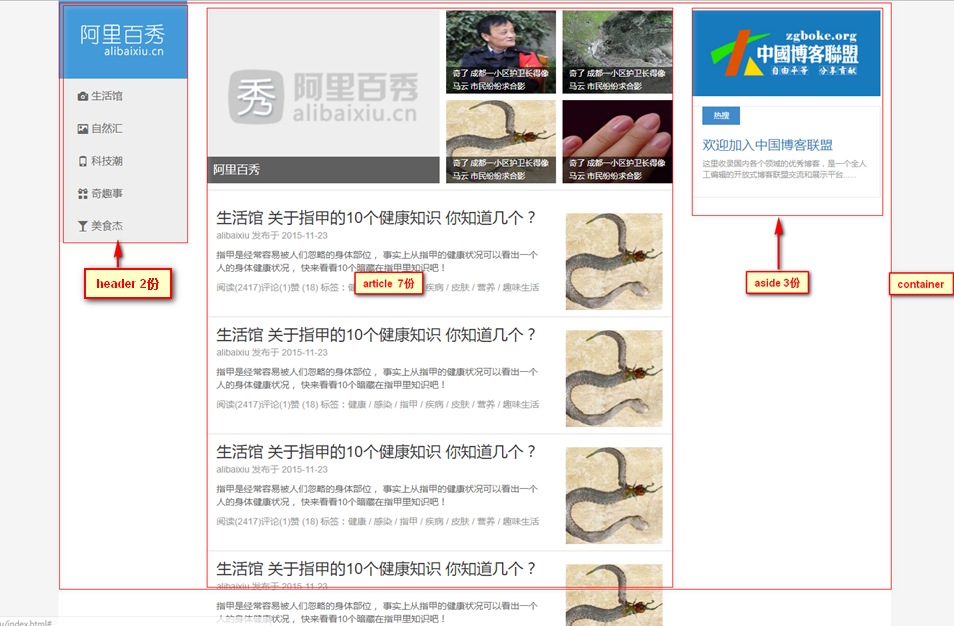 阿里百秀
alibaixiu.cn
生活馆
自然汇
科技潮
奇趣事
美食杰
header 2份
秀 阿里百秀
alibaixiu.cn
阿里百秀
奇了 成都一小区护卫长得像
马云 市民纷纷求合影
奇了 成都一小区护卫长得像
马云 市民纷纷求合影
奇了 成都一小区护卫长得像
马云 市民纷纷求合影
奇了 成都一小区护卫长得像
马云 市民纷纷求合影
生活馆 关于指甲的10个健康知识 你知道几个？
alibaixiu 发布于 2015-11-23
指甲是经常容易被人们忽略的身体部位， 事实上从指甲的健康状况可以看出一个
人的身体健康状况， 快来看看10个暗藏在指甲里知识吧！
阅读(2417)评论(1)赞 (18) 标签：健康 / 感染 / 指甲 / 疾病 / 皮肤 / 营养 / 趣味生活
article 7份
生活馆 关于指甲的10个健康知识 你知道几个？
alibaixiu 发布于 2015-11-23
指甲是经常容易被人们忽略的身体部位， 事实上从指甲的健康状况可以看出一个
人的身体健康状况， 快来看看10个暗藏在指甲里知识吧！
阅读(2417)评论(1)赞 (18) 标签：健康 / 感染 / 指甲 / 疾病 / 皮肤 / 营养 / 趣味生活
生活馆 关于指甲的10个健康知识 你知道几个？
alibaixiu 发布于 2015-11-23
指甲是经常容易被人们忽略的身体部位， 事实上从指甲的健康状况可以看出一个
人的身体健康状况， 快来看看10个暗藏在指甲里知识吧！
阅读(2417)评论(1)赞 (18) 标签：健康 / 感染 / 指甲 / 疾病 / 皮肤 / 营养 / 趣味生活
生活馆 关于指甲的10个健康知识 你知道几个？
alibaixiu 发布于 2015-11-23
指甲是经常容易被人们忽略的身体部位， 事实上从指甲的健康状况可以看出一个
人的身体健康状况， 快来看看10个暗藏在指甲里知识吧！
zgboke.org
中國博客聯盟
自由平等 分享貢献
热搜
欢迎加入中国博客联盟
这里收录国内各个领域的优秀博客，是一个全人
工编辑的开放式博客联盟交流和展示平台......
aside 3份
container
u/index.html#